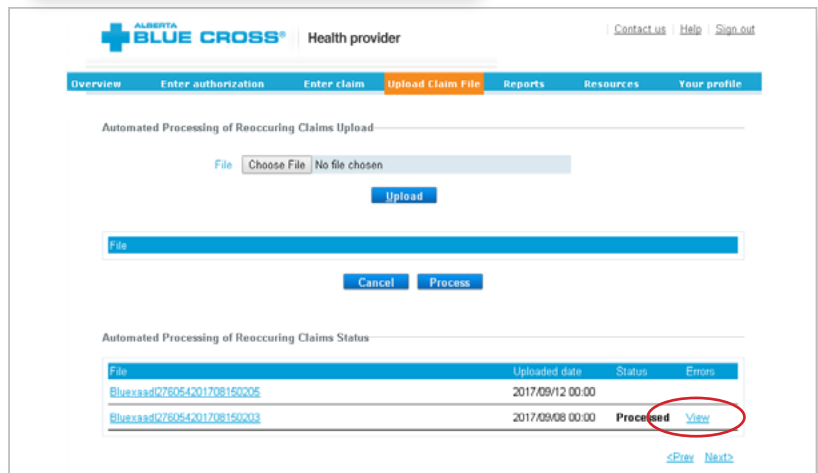 ALBERTA
BLUE CROSS® Health provider Contact us Help Sign out
Overview Enter authorization Enter claim Upload Claim File Reports Resources Your profile
Automated Processing of Reoccuring Claims Upload
File Choose File No file chosen
Upload
File
Cancel Process
Automated Processing of Reoccuring Claims Status
File Uploaded date Status Errors
Bluexaadl276054201708150205 2017/09/12 00:00
Bluexaadl276054201708150203 2017/09/08 00:00 Processed View
<Prev Next>